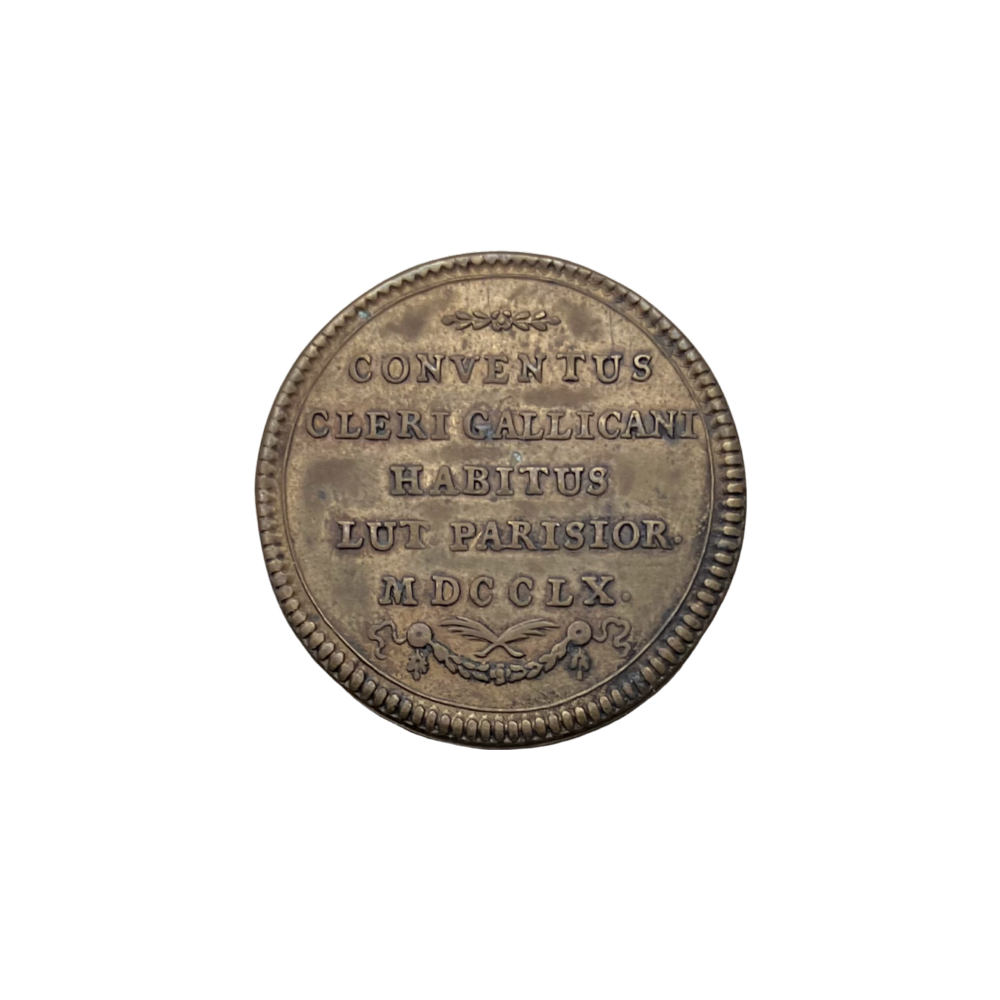 CONVENTUS
CLERI GALLICANI
HABITUS
LUT PARISIOR.
MDCCLX.